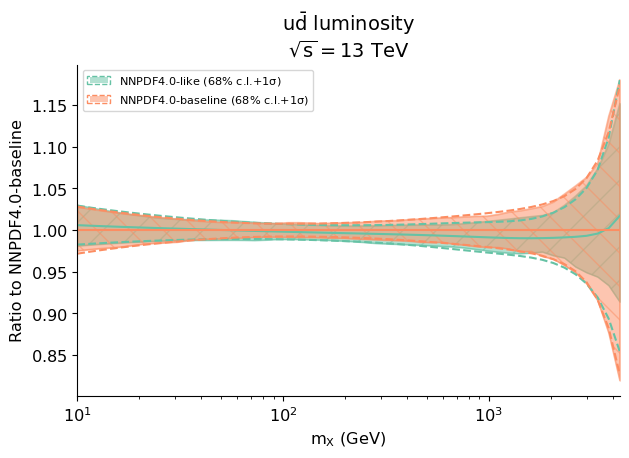 ud̄ luminosity
√s = 13 TeV
NNPDF4.0-like (68% c.l.+1σ)
NNPDF4.0-baseline (68% c.l.+1σ)
Ratio to NNPDF4.0-baseline
1.15
1.10
1.05
1.00
0.95
0.90
0.85
10¹
10²
10³
mX (GeV)